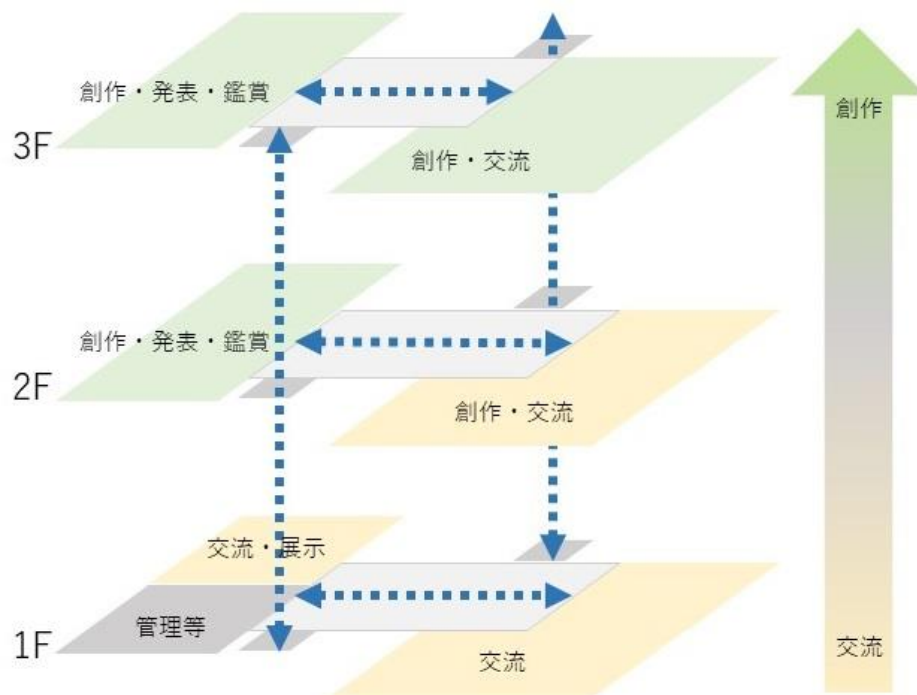 創作・発表・鑑賞
創作
3F
創作・交流
創作・発表・鑑賞
2F
創作・交流
交流・展示
管理等
1F
交流
交流